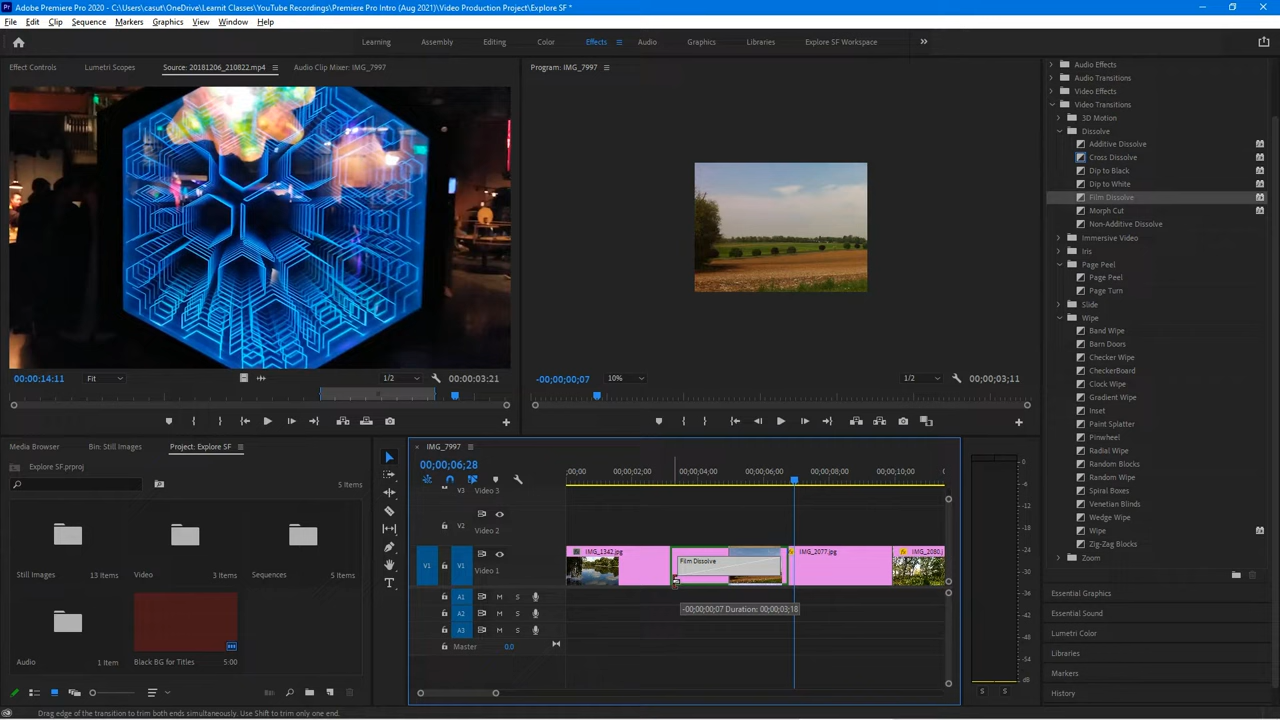 Adobe Premiere Pro 2020 - C:\Users\casut\OneDrive\Learnit Classes\YouTube Recordings\Premiere Pro Intro (Aug 2021)\Video Production Project\Explore SF *
File Edit Clip Sequence Markers Graphics View Window Help
Learning Assembly Editing Color Effects Audio Graphics Libraries Explore SF Workspace
Effect Controls Lumetri Scopes Source: 20181206_210822.mp4 Audio Clip Mixer: IMG_7997
Program: IMG_7997
Audio Effects
Audio Transitions
Video Effects
Video Transitions
3D Motion
Dissolve
Additive Dissolve
Cross Dissolve
Dip to Black
Dip to White
Film Dissolve
Morph Cut
Non-Additive Dissolve
Immersive Video
Iris
Page Peel
Page Peel
Page Turn
Slide
Wipe
Band Wipe
Barn Doors
Checker Wipe
CheckerBoard
Clock Wipe
Gradient Wipe
Inset
Paint Splatter
Pinwheel
Radial Wipe
Random Blocks
Random Wipe
Spiral Boxes
Venetian Blinds
Wedge Wipe
Wipe
Zig-Zag Blocks
Zoom
Essential Graphics
Essential Sound
Lumetri Color
Libraries
Markers
History
00:00:14:11 Fit 1/2 00:00:03:21
-00;00;00;07 10% 1/2 00;00;03;11
Media Browser Bin: Still Images Project: Explore SF
Explore SF.prproj
5 Items
Still Images 13 Items
Video 3 Items
Sequences 3 Items
Audio 1 Item
Black BG for Titles 5:00
IMG_7997
00;00;06;28
;00;00 00;00;02;00 00;00;04;00 00;00;06;00 00;00;08;00 00;00;10;00
V3 Video 3
V2 Video 2
V1 V1 Video 1
IMG_1342.jpg Film Dissolve IMG_2077.jpg IMG_2080.j
-00;00;00;07 Duration: 00;00;03;18
A1 M S
A2 M S
A3 M S
Master 0.0
0
-6
-12
-18
-24
-30
-36
-42
-48
-54
dB
S S
Drag edge of the transition to trim both ends simultaneously. Use Shift to trim only one end.